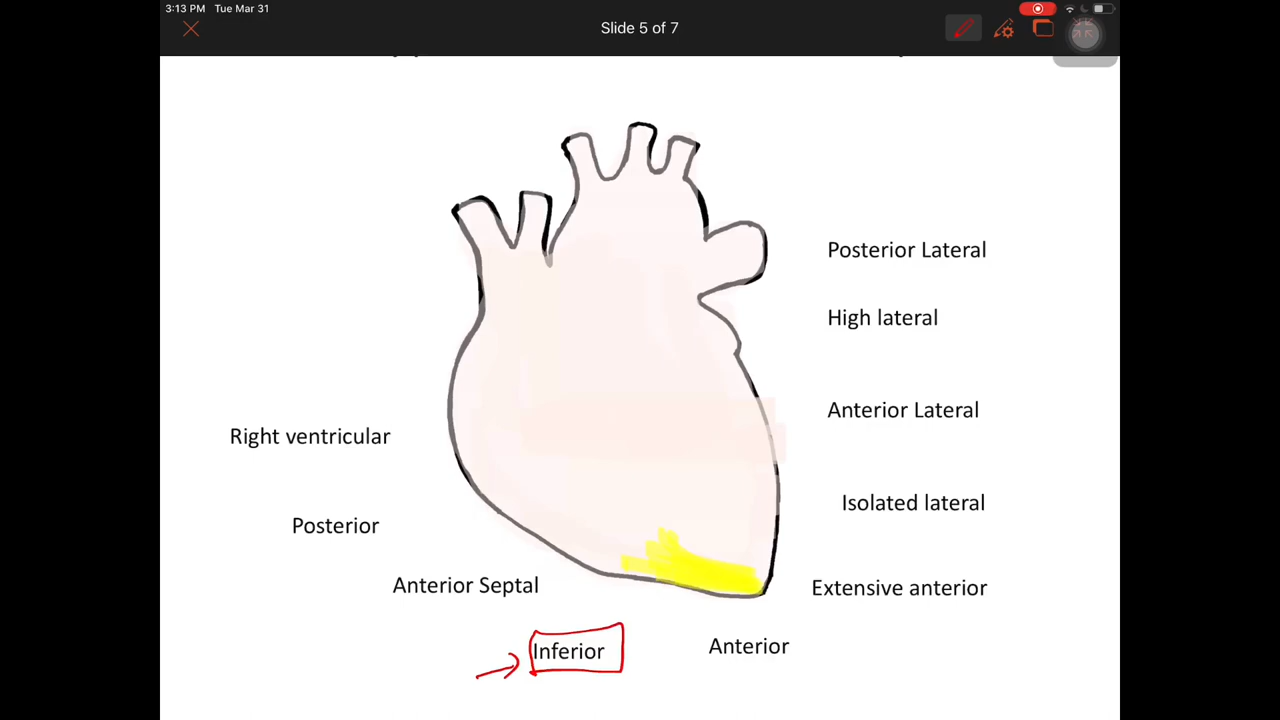 3:13 PM Tue Mar 31
Slide 5 of 7
Posterior Lateral
High lateral
Anterior Lateral
Right ventricular
Isolated lateral
Posterior
Anterior Septal
Extensive anterior
Inferior
Anterior